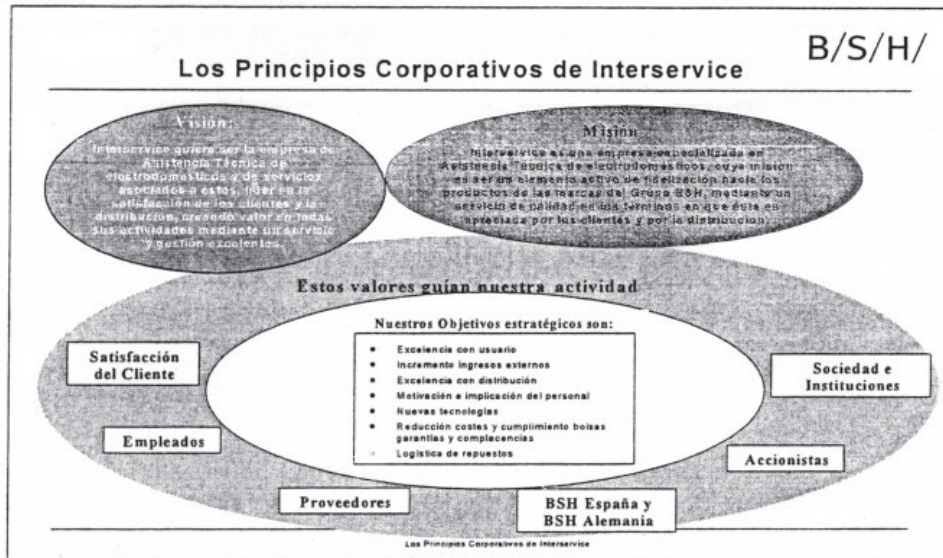 B/S/H/
Los Principios Corporativos de Interservice
Visión:
Interservice quiere ser la empresa de
Asistencia Técnica de
electrodomésticos y de servicios
asociados a éstos, líder en la
satisfacción de los clientes y la
distribución, creando valor en todas
sus actividades mediante un servicio
y gestión excelentes.
Misión
Interservice es una empresa especializada en
Asistencia Técnica de electrodomésticos, cuya misión
es ser un elemento activo de fidelización hacia los
productos de las marcas del Grupo BSH, mediante un
servicio de calidad en los términos en que ésta es
apreciada por los clientes y por la distribución.
Estos valores guían nuestra actividad
Nuestros Objetivos estratégicos son:
Excelencia con usuario
Incremento ingresos externos
Excelencia con distribución
Motivación e implicación del personal
Nuevas tecnologías
Reducción costes y cumplimiento bolsas
garantías y complacencias
Logística de repuestos
Satisfacción
del Cliente
Empleados
Proveedores
BSH España y
BSH Alemania
Accionistas
Sociedad e
Instituciones
Los Principios Corporativos de Interservice